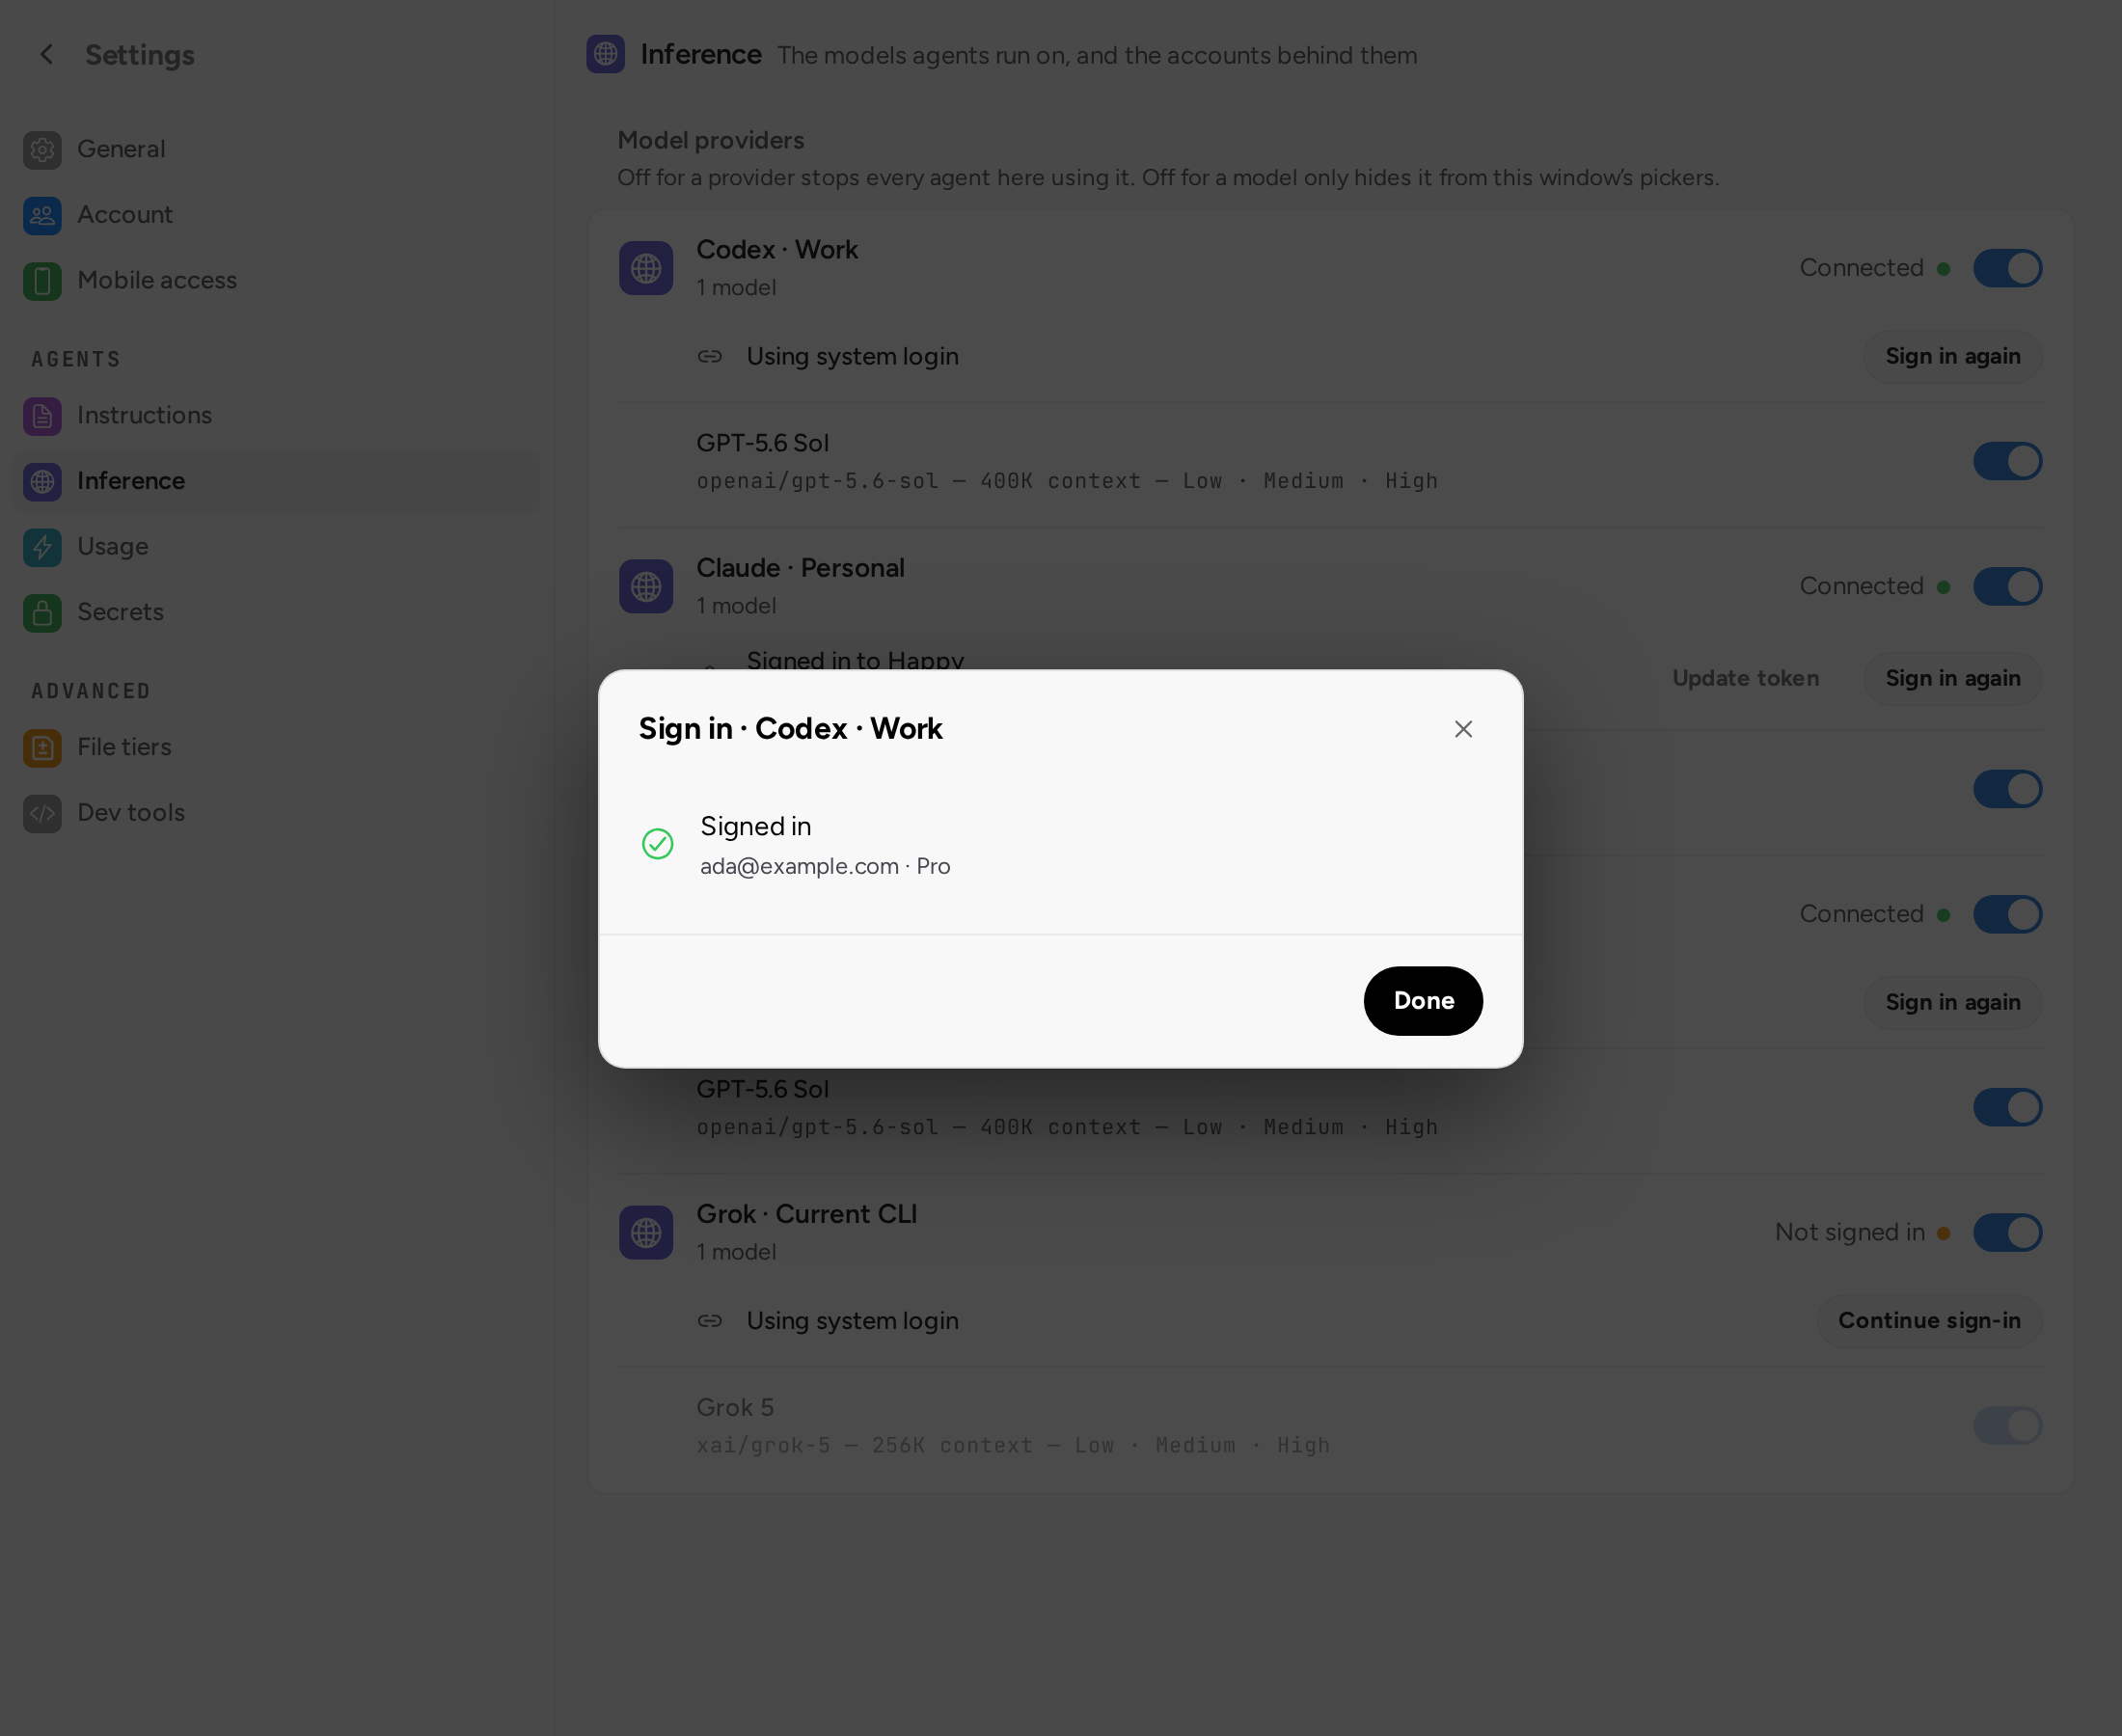 Settings
General
Account
Mobile access
AGENTS
Instructions
Inference
Usage
Secrets
ADVANCED
File tiers
Dev tools
Inference The models agents run on, and the accounts behind them
Model providers
Off for a provider stops every agent here using it. Off for a model only hides it from this window’s pickers.
Codex · Work
1 model
Connected
Using system login
Sign in again
GPT-5.6 Sol
openai/gpt-5.6-sol — 400K context — Low · Medium · High
Claude · Personal
1 model
Connected
Signed in to Happy
Update token
Sign in again
Sign in · Codex · Work
Signed in
ada@example.com · Pro
Done
Connected
Sign in again
GPT-5.6 Sol
openai/gpt-5.6-sol — 400K context — Low · Medium · High
Grok · Current CLI
1 model
Not signed in
Using system login
Continue sign-in
Grok 5
xai/grok-5 — 256K context — Low · Medium · High